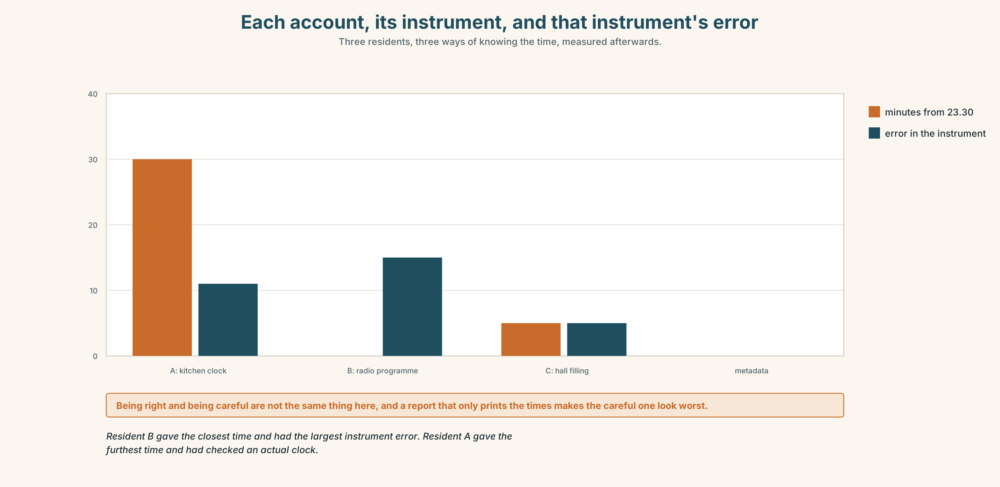 Each account, its instrument, and that instrument's error
Three residents, three ways of knowing the time, measured afterwards.
40
30
20
10
0
minutes from 23.30
error in the instrument
A: kitchen clock
B: radio programme
C: hall filling
metadata
Being right and being careful are not the same thing here, and a report that only prints the times makes the careful one look worst.
Resident B gave the closest time and had the largest instrument error. Resident A gave the
furthest time and had checked an actual clock.